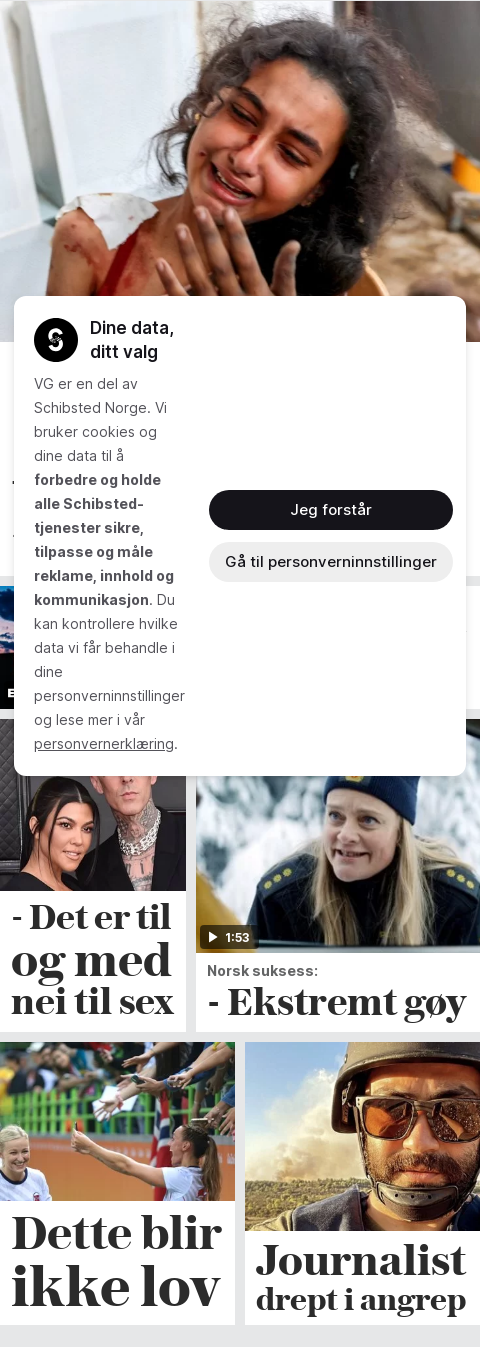 Dine data,
ditt valg
VG er en del av
Schibsted Norge. Vi
bruker cookies og
dine data til å
forbedre og holde
alle Schibsted-
tjenester sikre,
tilpasse og måle
reklame, innhold og
kommunikasjon. Du
kan kontrollere hvilke
data vi får behandle i
dine
personverninnstillinger
og lese mer i vår
personvernerklæring.
Jeg forstår
Gå til personverninnstillinger
- Det er til
og med
nei til sex
1:53
Norsk suksess:
- Ekstremt gøy
Dette blir
ikke lov
Journalist
drept i angrep